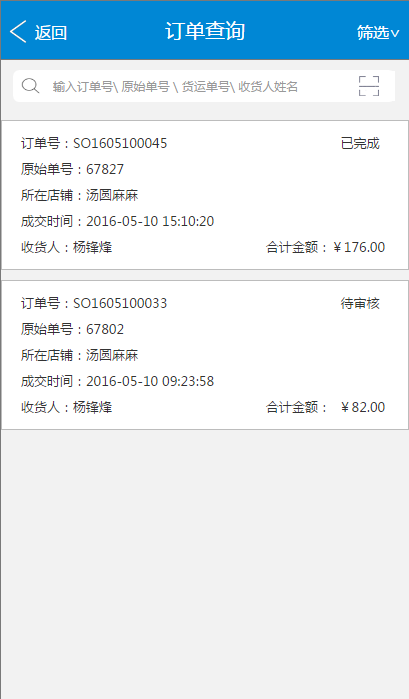 返回 订单查询 筛选
输入订单号\ 原始单号 \ 货运单号\ 收货人姓名
订单号：SO1605100045 已完成
原始单号：67827
所在店铺：汤圆麻麻
成交时间：2016-05-10 15:10:20
收货人：杨锋烽 合计金额：￥176.00
订单号：SO1605100033 待审核
原始单号：67802
所在店铺：汤圆麻麻
成交时间：2016-05-10 09:23:58
收货人：杨锋烽 合计金额： ￥82.00